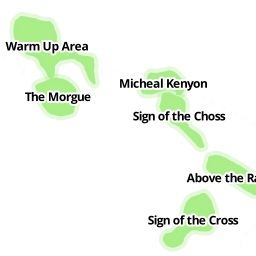 Warm Up Area
Micheal Kenyon
The Morgue
Sign of the Choss
Above the Ra
Sign of the Cross